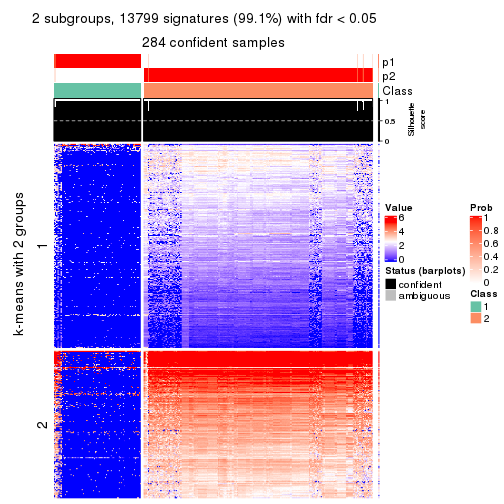 2 subgroups, 13799 signatures (99.1%) with fdr < 0.05
284 confident samples
p1
p2
Class
1
0.5
0
Silhouette
score
k-means with 2 groups
1
2
Value
6
4
2
0
Status (barplots)
confident
ambiguous
Prob
1
0.8
0.6
0.4
0.2
0
Class
1
2